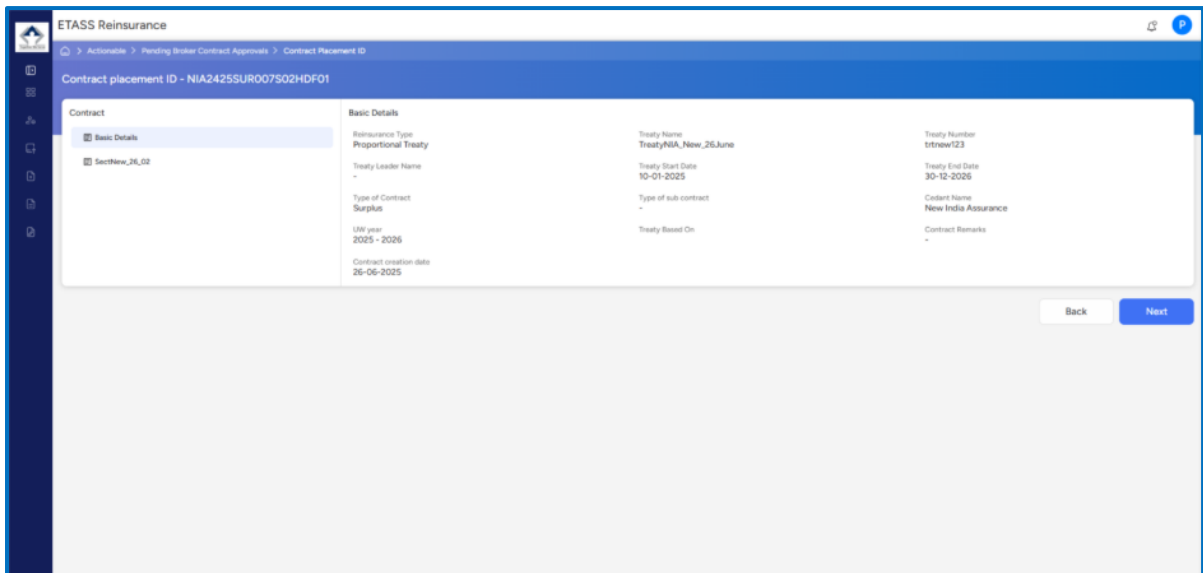 ETASS Reinsurance
P
> Actionable > Pending Broker Contract Approvals > Contract Placement ID
Contract placement ID - NIA2425SUR007S02HDF01
Contract
Basic Details
SectNew_26_02
Basic Details
Reinsurance Type
Proportional Treaty
Treaty Name
TreatyNIA_New_26June
Treaty Number
trtnew123
Treaty Leader Name
-
Treaty Start Date
10-01-2025
Treaty End Date
30-12-2026
Type of Contract
Surplus
Type of sub contract
-
Cedant Name
New India Assurance
UW year
2025 - 2026
Treaty Based On
Contract Remarks
-
Contract creation date
26-06-2025
Back
Next